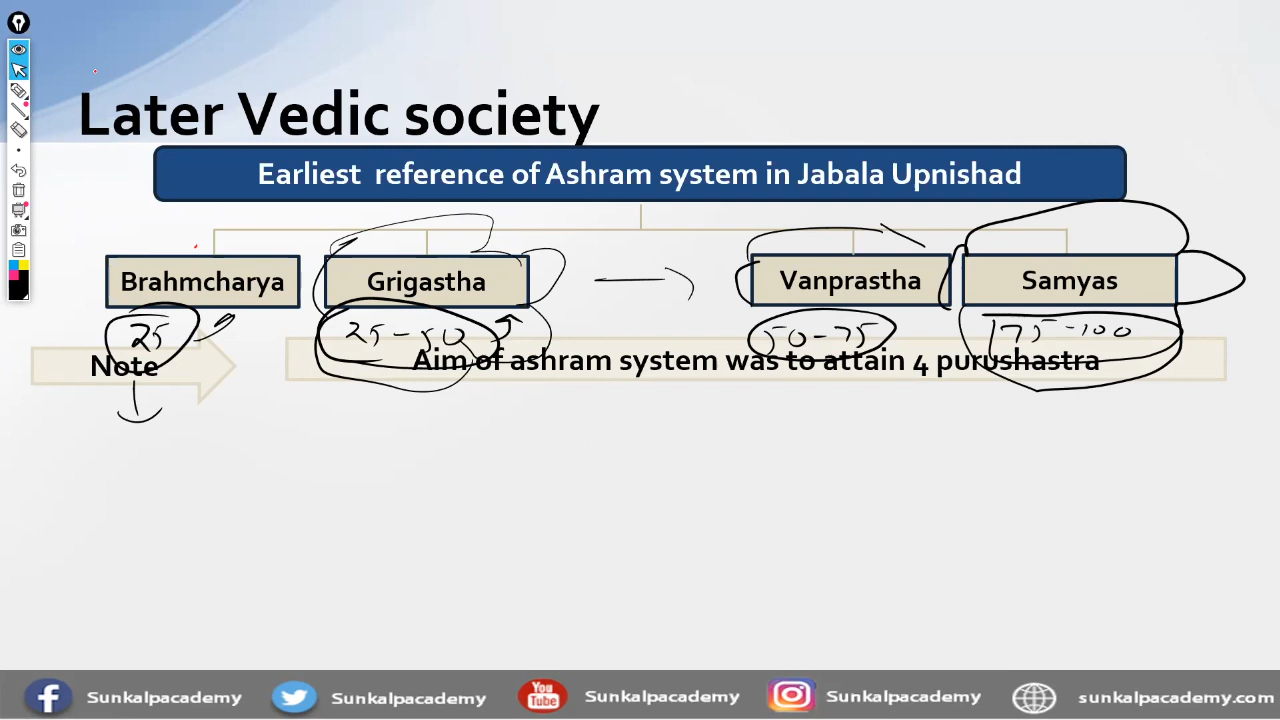 Later Vedic society
Earliest reference of Ashram system in Jabala Upnishad
Brahmcharya Grigastha Vanprastha Samyas
25 25-50 50-75 75-100
Note Aim of ashram system was to attain 4 purushastra
Sunkalpacademy Sunkalpacademy You Tube Sunkalpacademy Sunkalpacademy sunkalpacademy.com